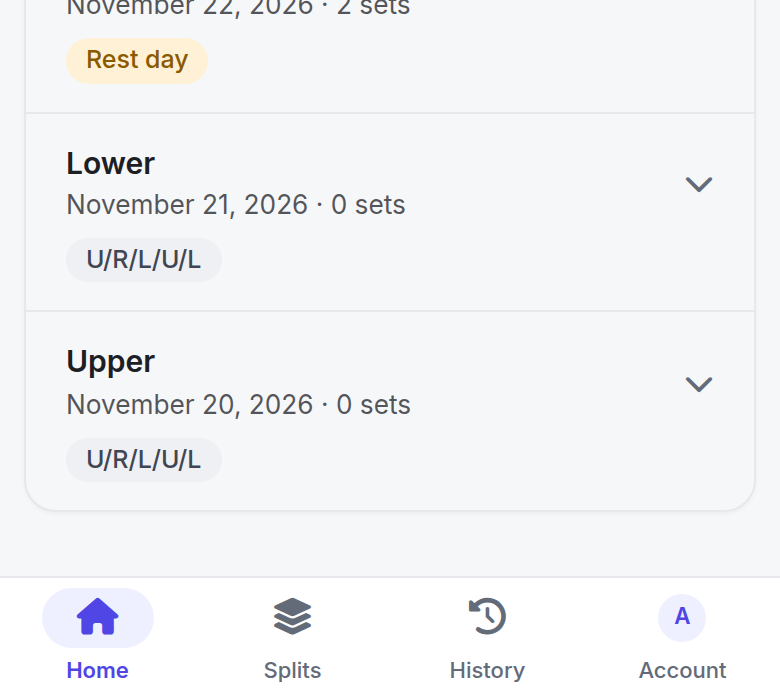 November 22, 2026 · 2 sets
Rest day
Lower
November 21, 2026 · 0 sets
U/R/L/U/L
Upper
November 20, 2026 · 0 sets
U/R/L/U/L
A
Home Splits History Account